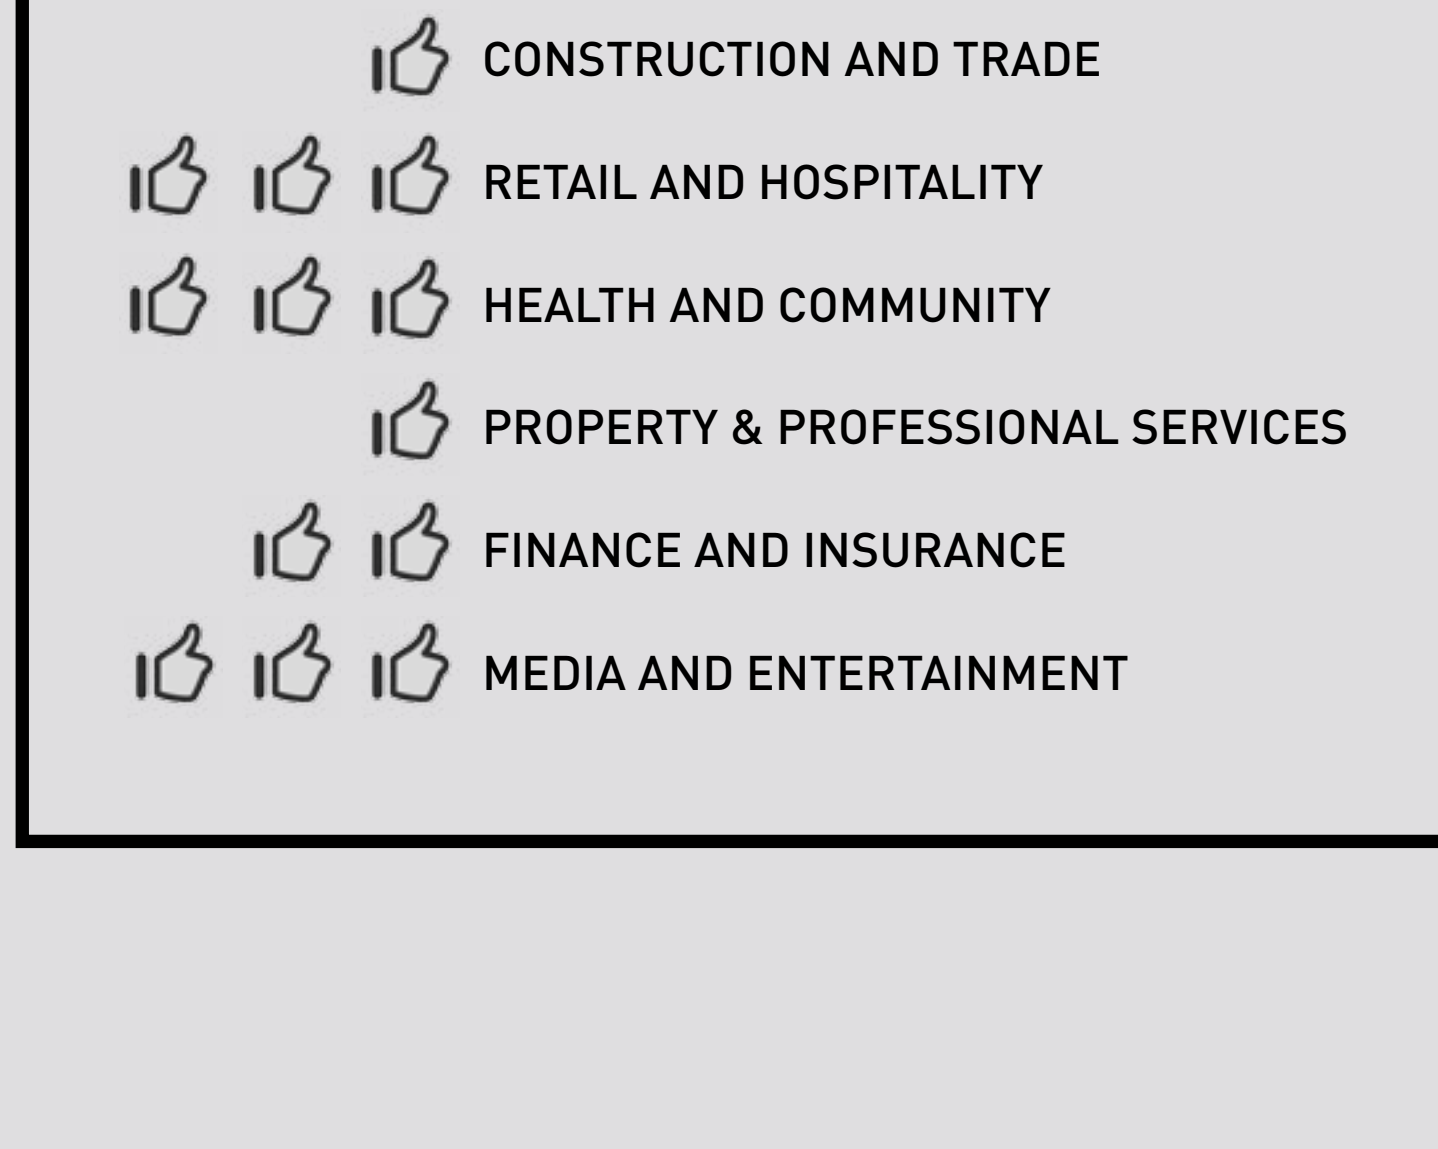 CONSTRUCTION AND TRADE
RETAIL AND HOSPITALITY
HEALTH AND COMMUNITY
PROPERTY & PROFESSIONAL SERVICES
FINANCE AND INSURANCE
MEDIA AND ENTERTAINMENT